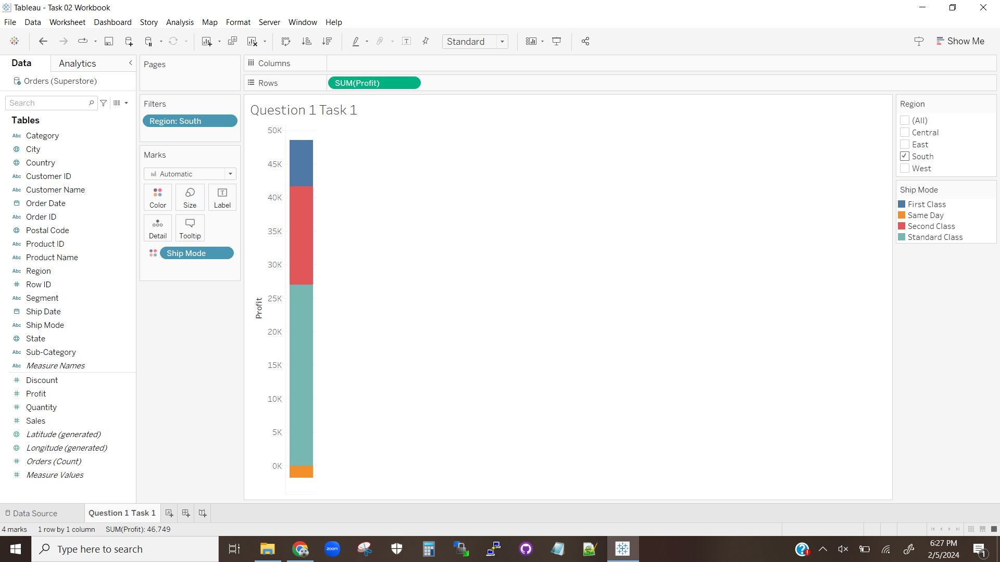 Tableau - Task 02 Workbook
File Data Worksheet Dashboard Story Analysis Map Format Server Window Help
Standard
Show Me
Data
Analytics
Orders (Superstore)
Search
Tables
Abc Category
City
Country
Abc Customer ID
Abc Customer Name
Order Date
Abc Order ID
Postal Code
Abc Product ID
Abc Product Name
Abc Region
# Row ID
Abc Segment
Ship Date
Abc Ship Mode
State
Abc Sub-Category
Abc Measure Names
# Discount
# Profit
# Quantity
# Sales
Latitude (generated)
Longitude (generated)
# Orders (Count)
# Measure Values
Pages
Filters
Region: South
Marks
Automatic
Color
Size
Label
Detail
Tooltip
Ship Mode
Columns
Rows
SUM(Profit)
Question 1 Task 1
50K
45K
40K
35K
30K
25K
20K
15K
10K
5K
0K
Profit
Region
(All)
Central
East
South
West
Ship Mode
First Class
Same Day
Second Class
Standard Class
Data Source
Question 1 Task 1
4 marks 1 row by 1 column SUM(Profit): 46,749
Type here to search
zoom
6:27 PM
2/5/2024
1